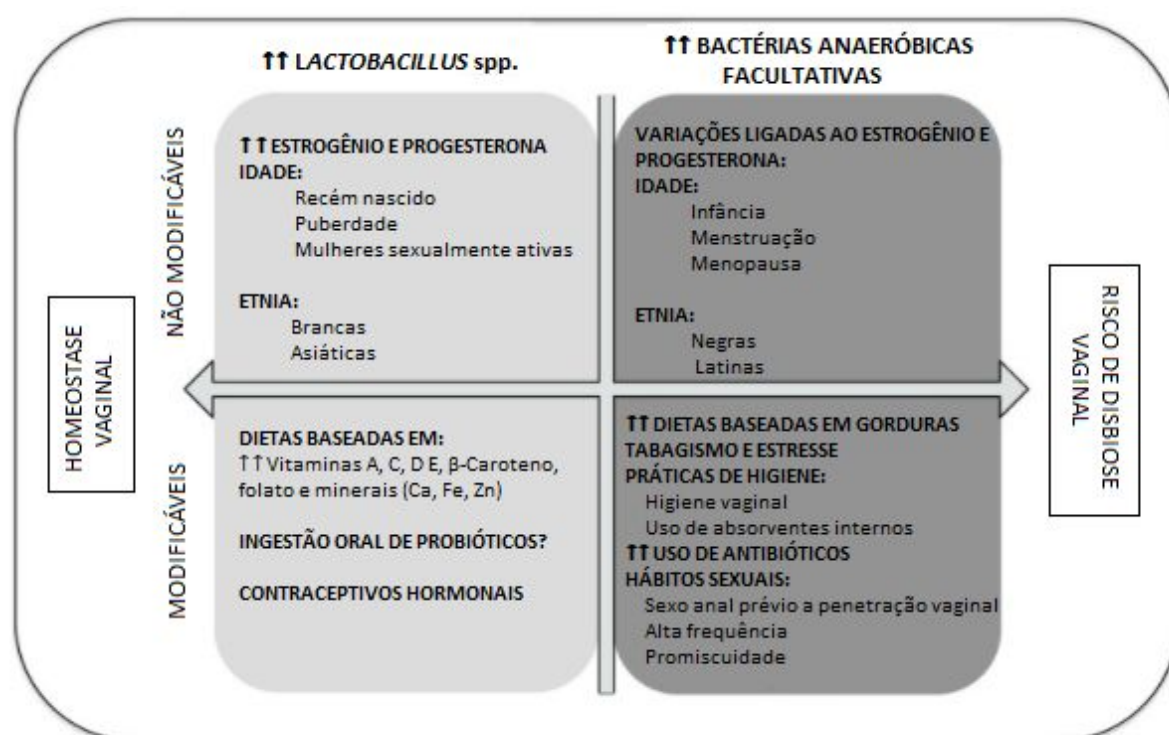 ↑↑ LACTOBACILLUS spp.
↑↑ BACTÉRIAS ANAERÓBICAS
FACULTATIVAS
NÃO MODIFICÁVEIS
↑↑ ESTROGÊNIO E PROGESTERONA
IDADE:
Recém nascido
Puberdade
Mulheres sexualmente ativas
ETNIA:
Brancas
Asiáticas
VARIAÇÕES LIGADAS AO ESTROGÊNIO E
PROGESTERONA:
IDADE:
Infância
Menstruação
Menopausa
ETNIA:
Negras
Latinas
HOMEOSTASE
VAGINAL
RISCO DE DISBIOSE
VAGINAL
MODIFICÁVEIS
DIETAS BASEADAS EM:
↑↑ Vitaminas A, C, D E, β-Caroteno,
folato e minerais (Ca, Fe, Zn)
INGESTÃO ORAL DE PROBIÓTICOS?
CONTRACEPTIVOS HORMONAIS
↑↑ DIETAS BASEADAS EM GORDURAS
TABAGISMO E ESTRESSE
PRÁTICAS DE HIGIENE:
Higiene vaginal
Uso de absorventes internos
↑↑ USO DE ANTIBIÓTICOS
HÁBITOS SEXUAIS:
Sexo anal prévio a penetração vaginal
Alta frequência
Promiscuidade